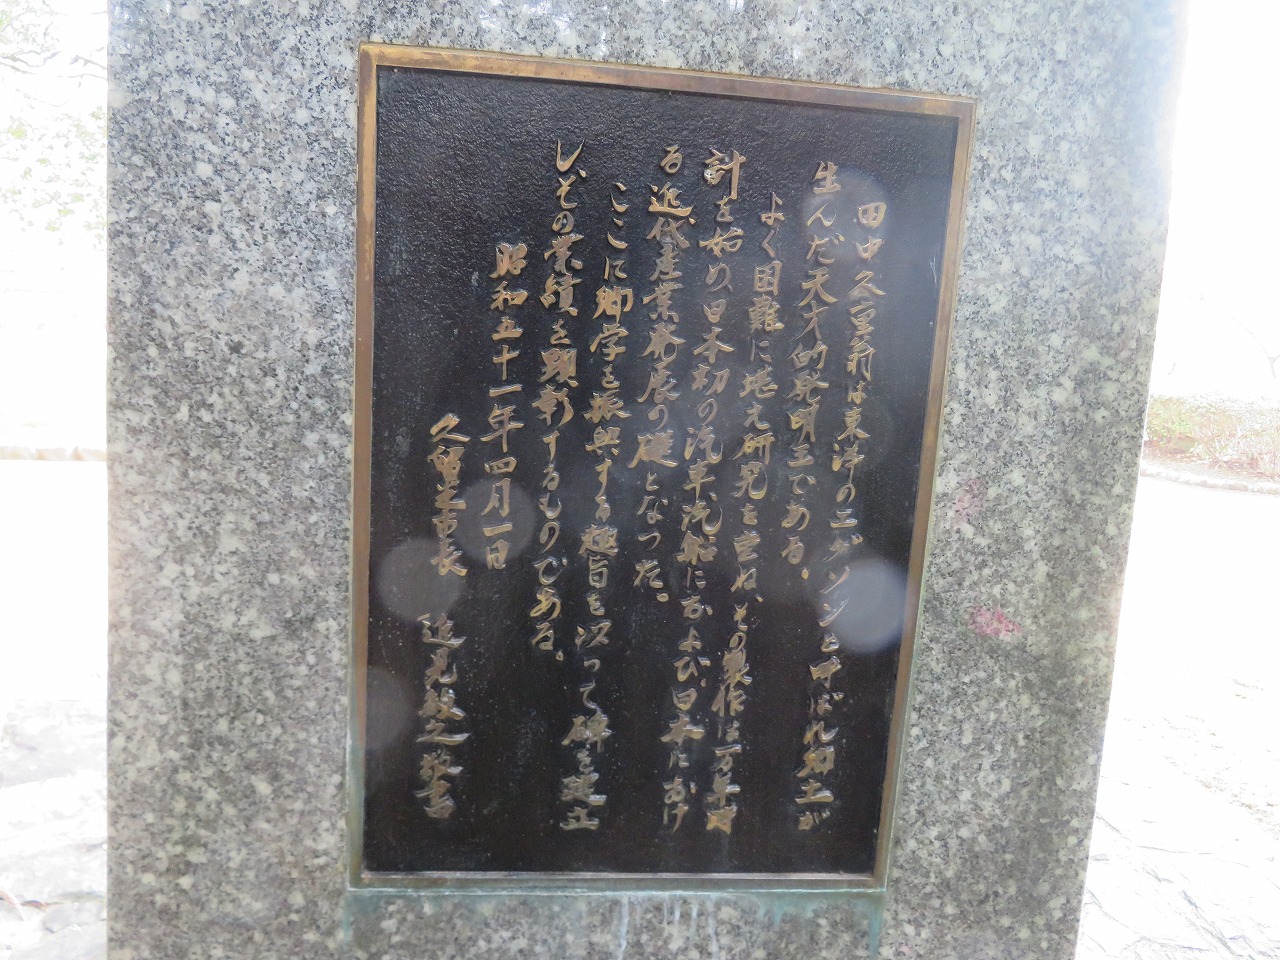 田中久重翁は東洋のエヂソンと呼ばれ郷土が
生んだ天才的発明王である。
よく困難に堪え研究を重ね、その製作は万年時
計を始め、日本初の汽車、汽船におよび、日本におけ
る近代産業発展の礎となつた。
ここに郷学を振興する趣旨を以つて碑を建立
し、その業績を顕彰するものである。
昭和五十一年四月一日
久留米市長 近見敏之 敬書